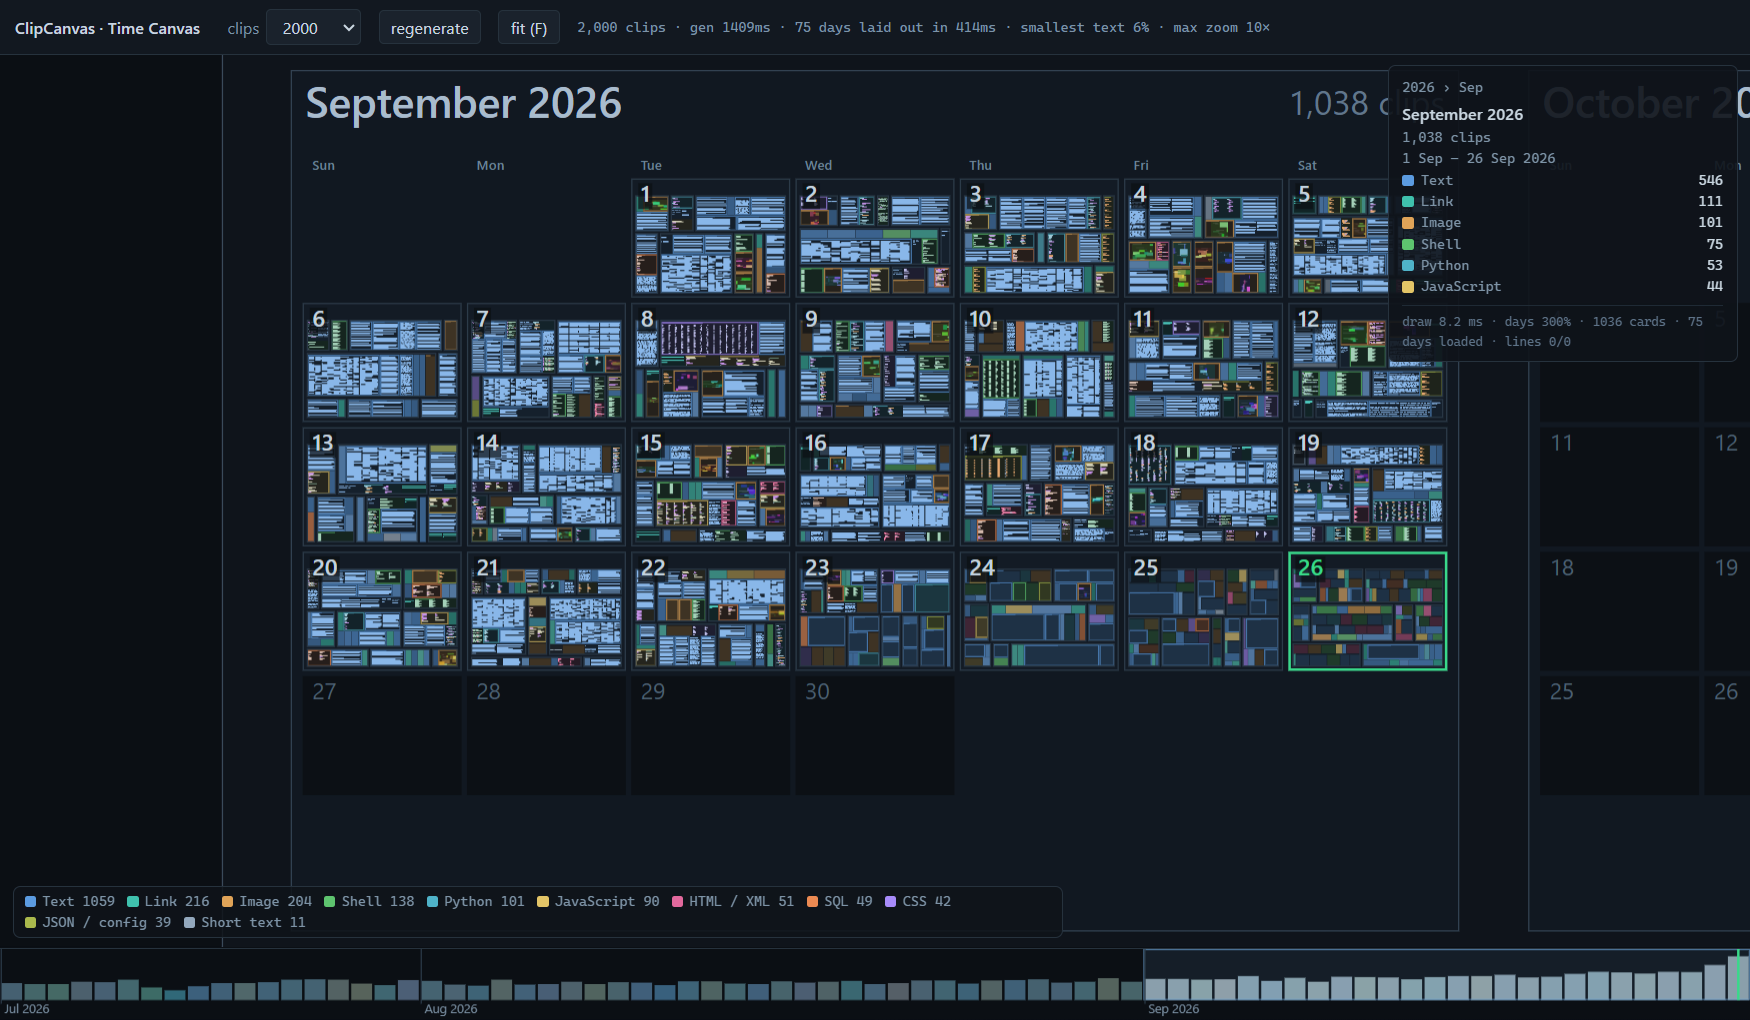 ClipCanvas · Time Canvas
clips 2000 regenerate fit (F) 2,000 clips · gen 1409ms · 75 days laid out in 414ms · smallest text 6% · max zoom 10×
September 2026
1,038 clips
October 20
Sun Mon Tue Wed Thu Fri Sat
1 2 3 4 5
6 7 8 9 10 11 12
13 14 15 16 17 18 19
20 21 22 23 24 25 26
27 28 29 30
2026 › Sep
September 2026
1,038 clips
1 Sep – 26 Sep 2026
Text 546
Link 111
Image 101
Shell 75
Python 53
JavaScript 44
draw 8.2 ms · days 300% · 1036 cards · 75
days loaded · lines 0/0
Sun Mon
5
11 12
18 19
25 26
Text 1059 Link 216 Image 204 Shell 138 Python 101 JavaScript 90 HTML / XML 51 SQL 49 CSS 42
JSON / config 39 Short text 11
Jul 2026 Aug 2026 Sep 2026